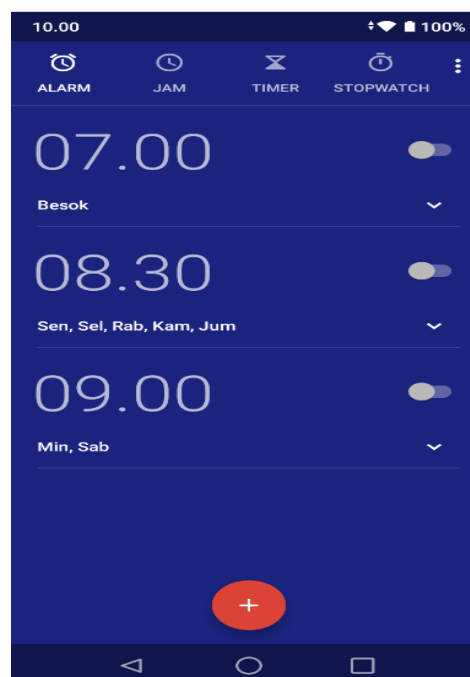 10.00 100%
ALARM JAM TIMER STOPWATCH
07.00
Besok
08.30
Sen, Sel, Rab, Kam, Jum
09.00
Min, Sab